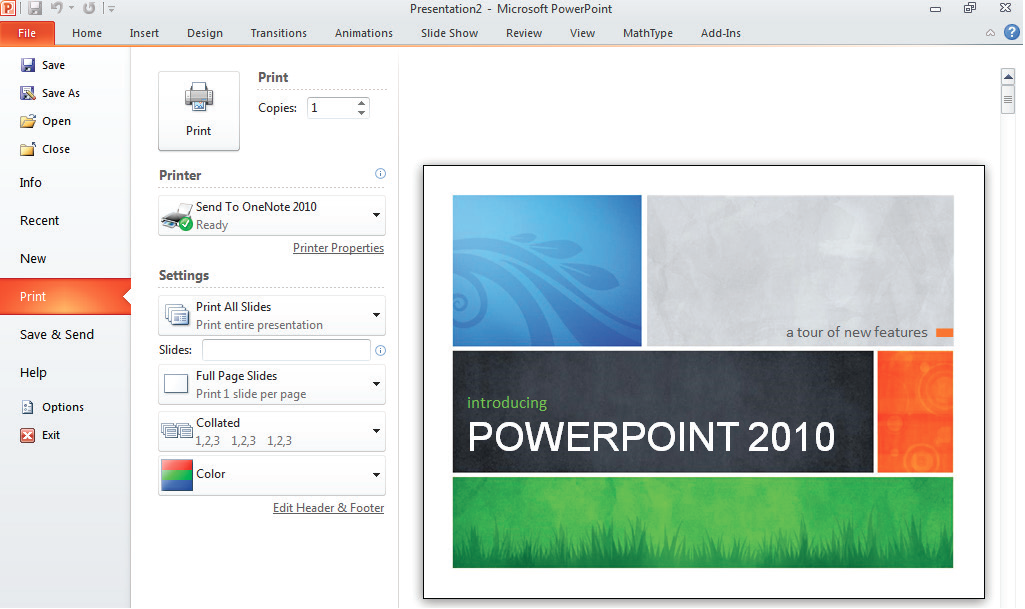 Presentation2 - Microsoft PowerPoint
File Home Insert Design Transitions Animations Slide Show Review View MathType Add-Ins
Save
Save As
Open
Close
Info
Recent
New
Print
Save & Send
Help
Options
Exit
Print
Print
Copies: 1
Printer
Send To OneNote 2010
Ready
Printer Properties
Settings
Print All Slides
Print entire presentation
Slides:
Full Page Slides
Print 1 slide per page
Collated
1,2,3 1,2,3 1,2,3
Color
Edit Header & Footer
a tour of new features
introducing
POWERPOINT 2010